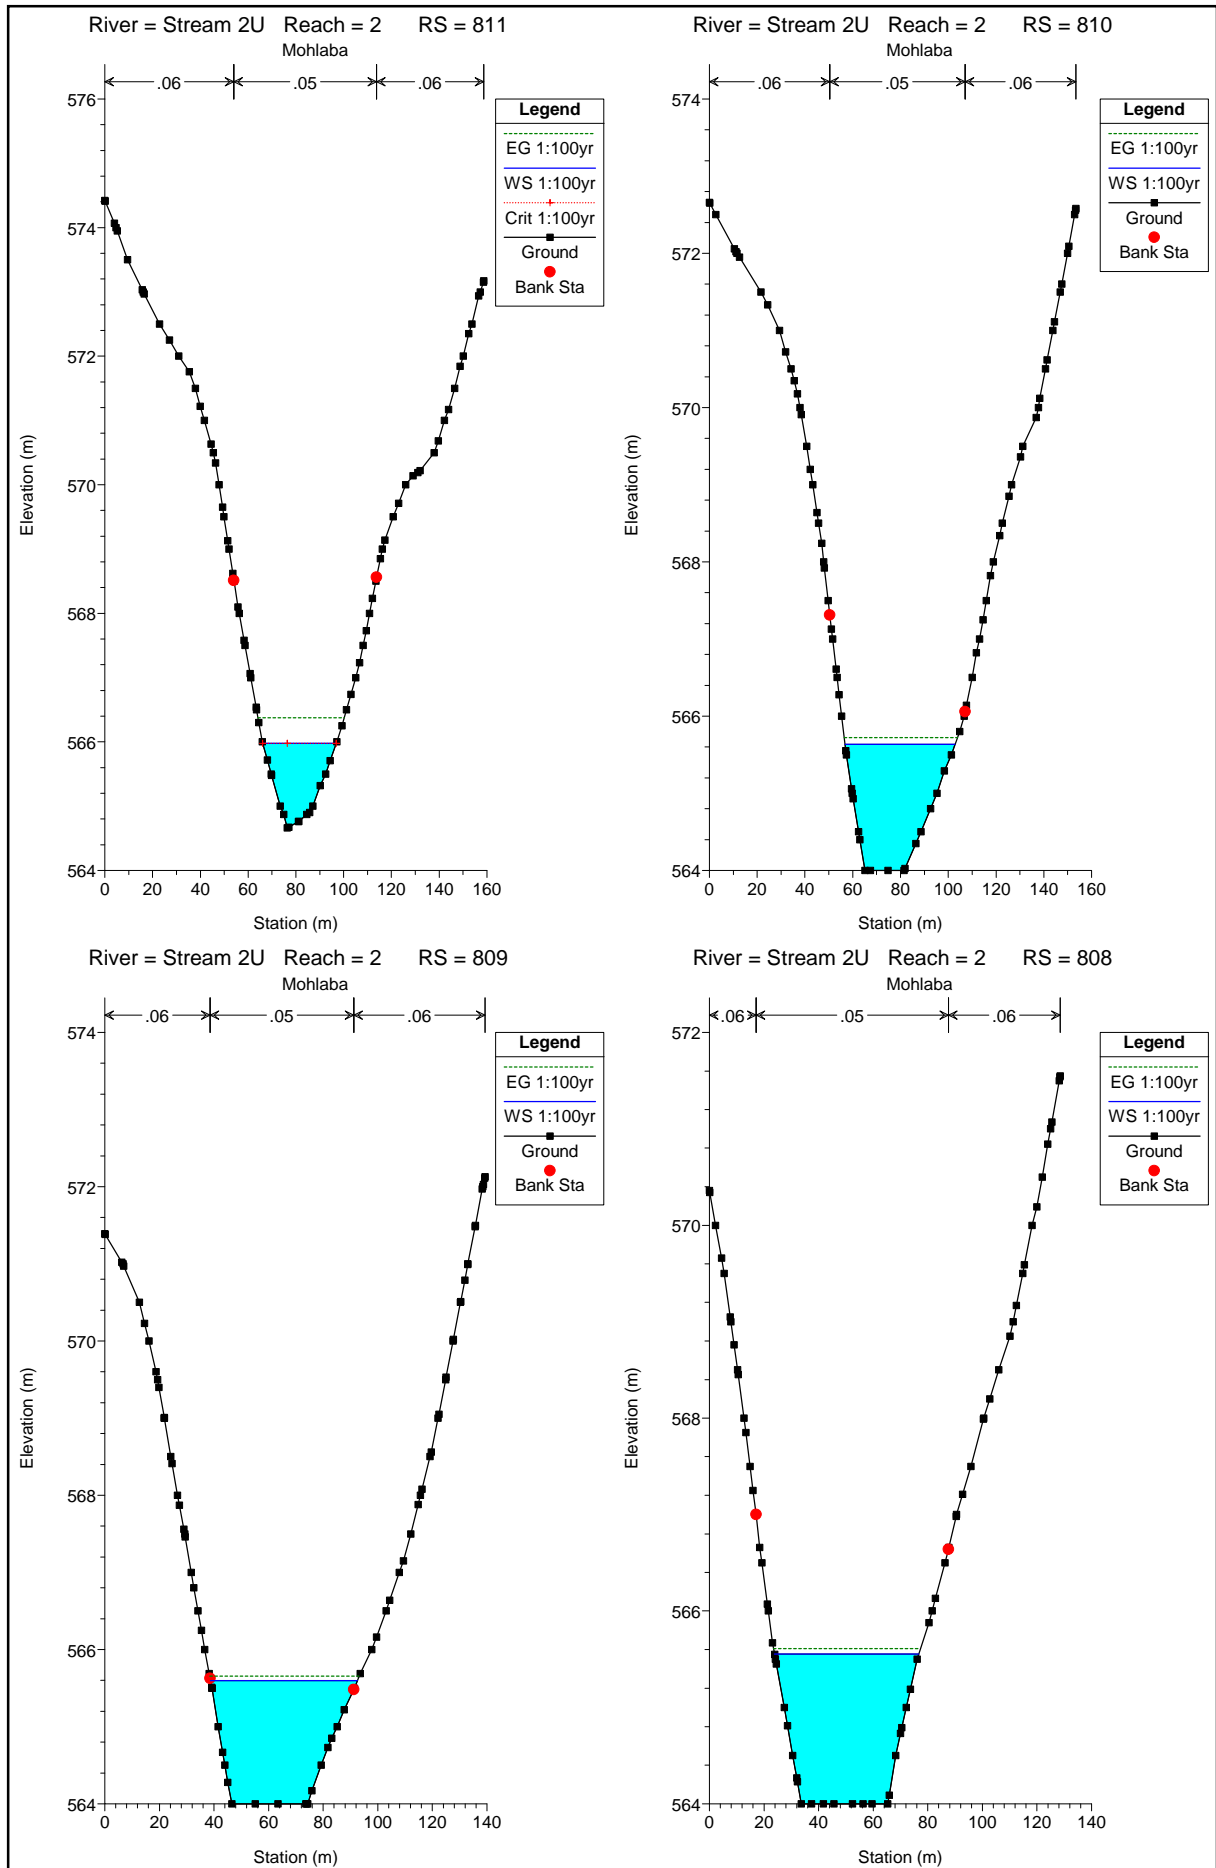 River = Stream 2U Reach = 2 RS = 811
Mohlaba
.06 .05 .06
Legend
EG 1:100yr
WS 1:100yr
Crit 1:100yr
Ground
Bank Sta
576
574
572
570
568
566
564
Elevation (m)
0 20 40 60 80 100 120 140 160
Station (m)
River = Stream 2U Reach = 2 RS = 810
Mohlaba
.06 .05 .06
Legend
EG 1:100yr
WS 1:100yr
Ground
Bank Sta
574
572
570
568
566
564
Elevation (m)
0 20 40 60 80 100 120 140 160
Station (m)
River = Stream 2U Reach = 2 RS = 809
Mohlaba
.06 .05 .06
Legend
EG 1:100yr
WS 1:100yr
Ground
Bank Sta
574
572
570
568
566
564
Elevation (m)
0 20 40 60 80 100 120 140
Station (m)
River = Stream 2U Reach = 2 RS = 808
Mohlaba
.06 .05 .06
Legend
EG 1:100yr
WS 1:100yr
Ground
Bank Sta
572
570
568
566
564
Elevation (m)
0 20 40 60 80 100 120 140
Station (m)